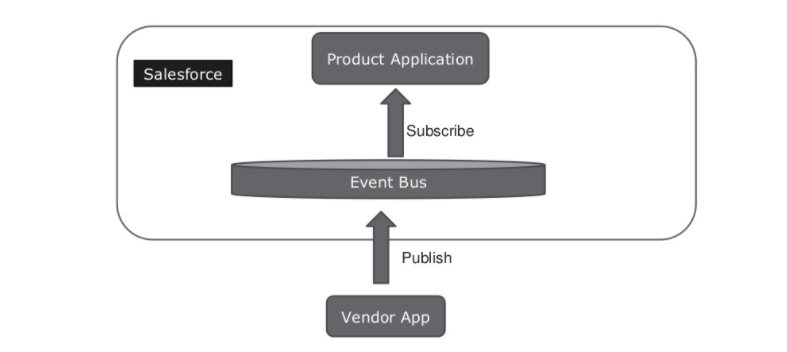 Product Application
Salesforce
Subscribe
Event Bus
Publish
Vendor App